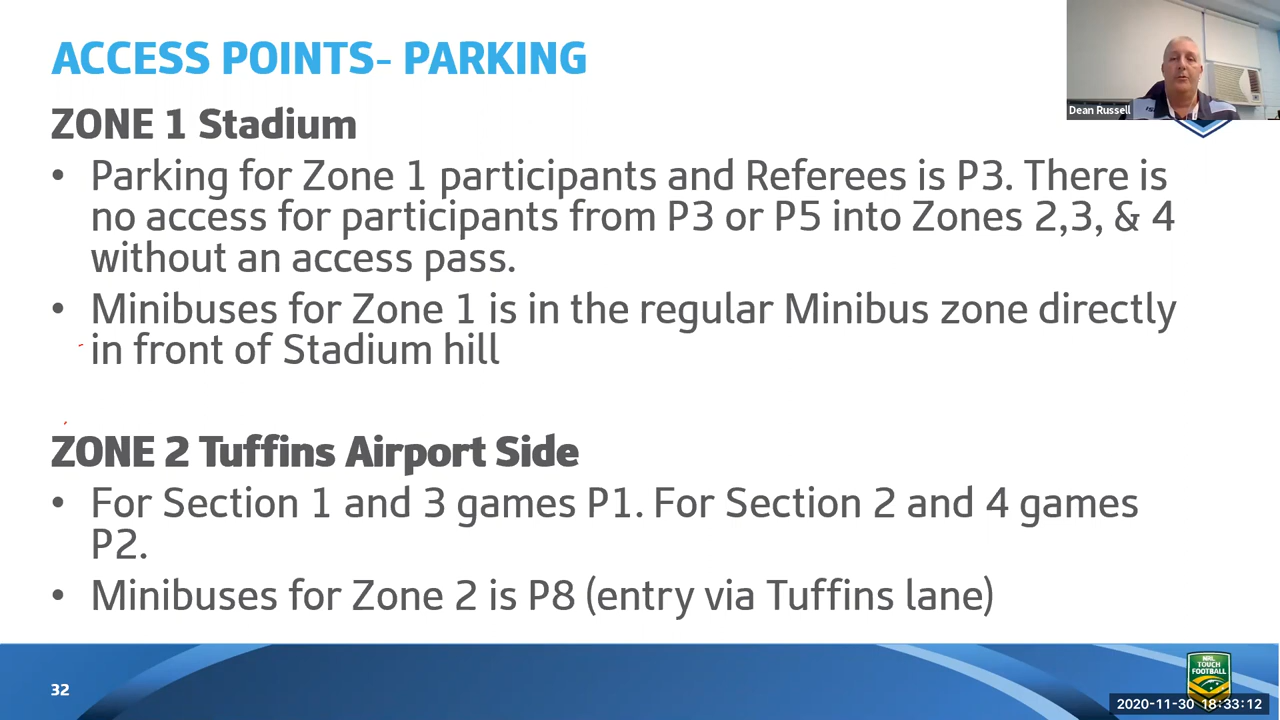 ACCESS POINTS- PARKING
Dean Russell
ZONE 1 Stadium
• Parking for Zone 1 participants and Referees is P3. There is
no access for participants from P3 or P5 into Zones 2,3, & 4
without an access pass.
• Minibuses for Zone 1 is in the regular Minibus zone directly
in front of Stadium hill
ZONE 2 Tuffins Airport Side
• For Section 1 and 3 games P1. For Section 2 and 4 games
P2.
• Minibuses for Zone 2 is P8 (entry via Tuffins lane)
32
NRL
TOUCH
FOOTBALL
2020-11-30 18:33:12